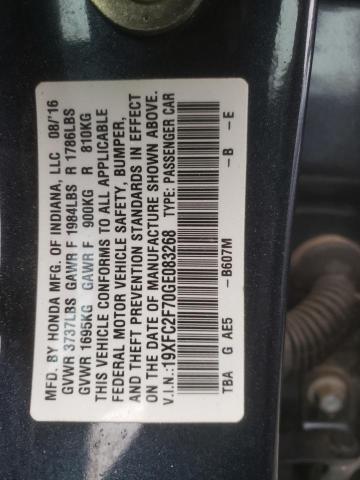 MFD. BY HONDA MFG. OF INDIANA, LLC 08/'16
GVWR 3737LBS GAWR F 1984LBS R 1786LBS
GVWR 1695KG GAWR F 900KG R 810KG
THIS VEHICLE CONFORMS TO ALL APPLICABLE
FEDERAL MOTOR VEHICLE SAFETY, BUMPER,
AND THEFT PREVENTION STANDARDS IN EFFECT
ON THE DATE OF MANUFACTURE SHOWN ABOVE.
V.I.N.:19XFC2F70GE083268 TYPE: PASSENGER CAR
TBA G AE5 -B607M -B -E